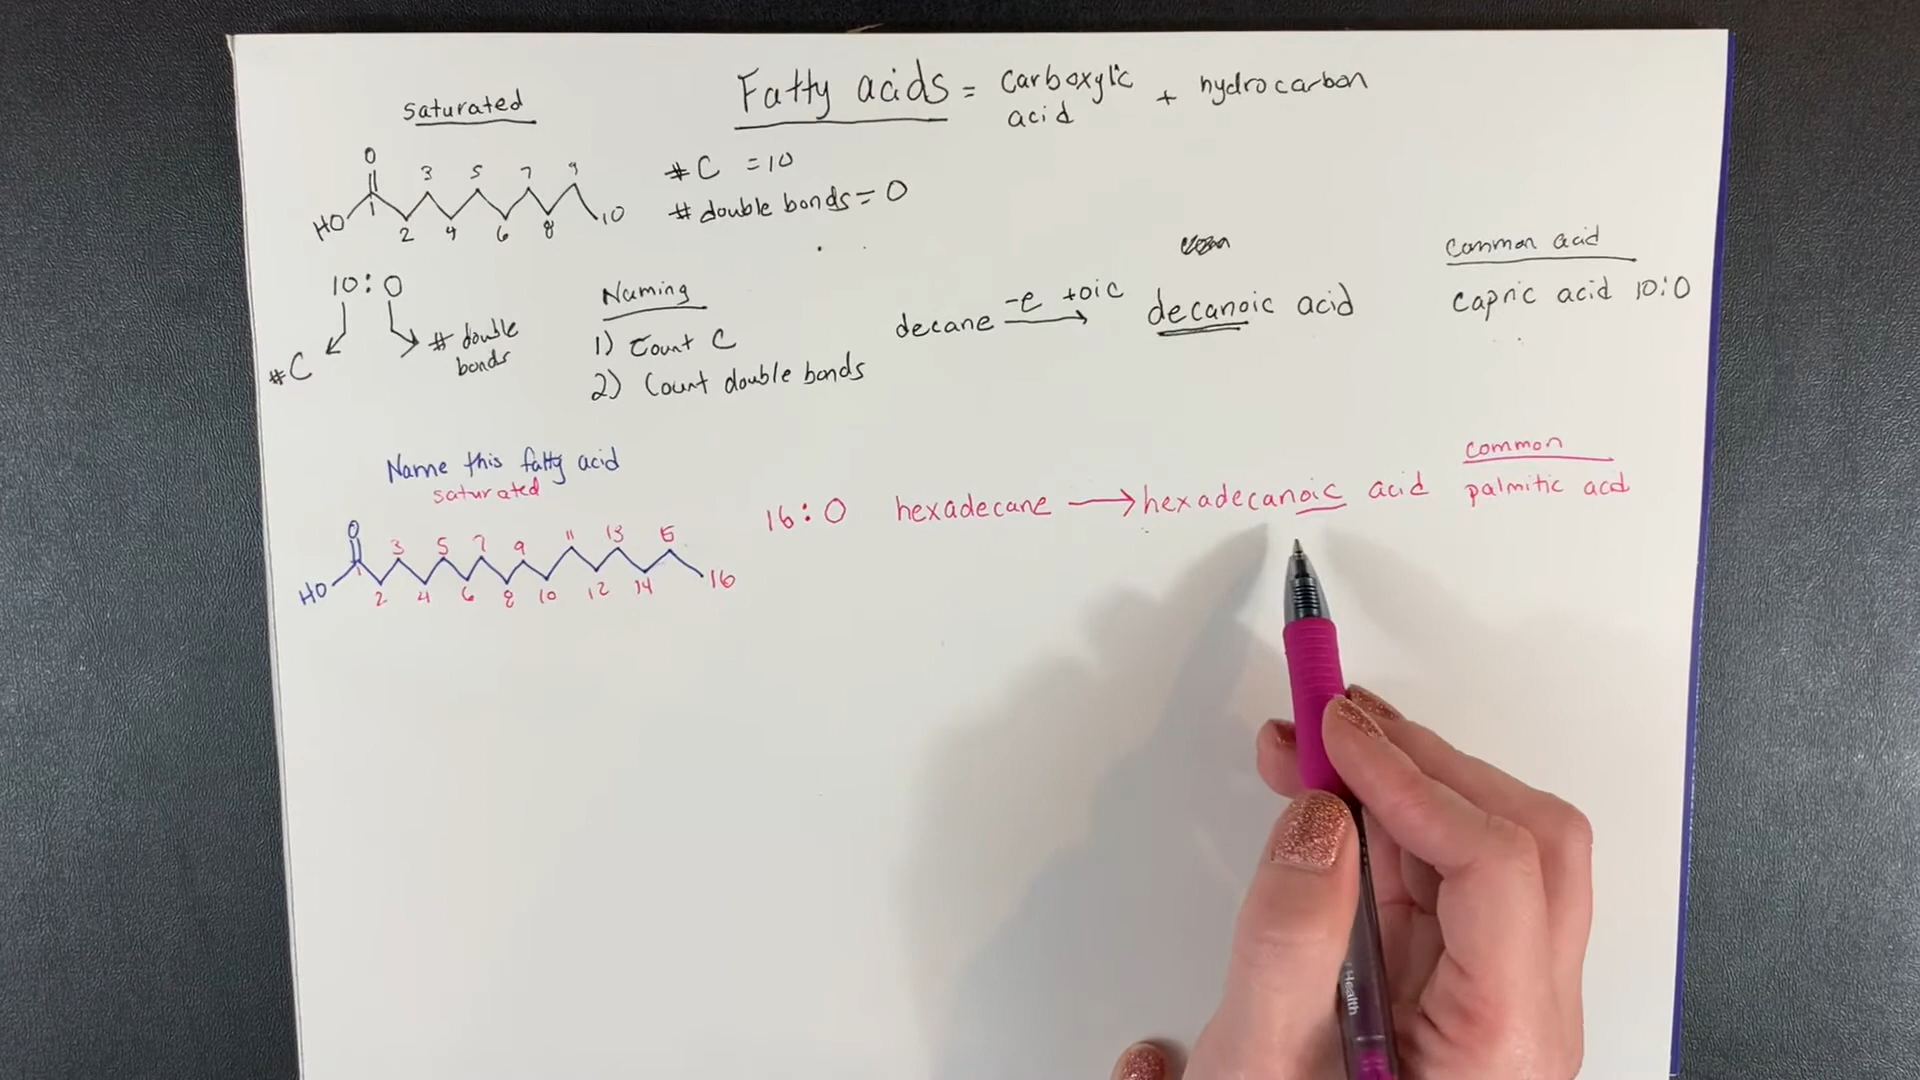 Fatty acids = carboxylic acid + hydrocarbon
saturated
O
HO 1 2 3 4 5 6 7 8 9 10
#C = 10
# double bonds = 0
10:0
#C
# double bonds
Naming
1) Count C
2) Count double bonds
decane -e +oic decanoic acid
common acid
capric acid 10:0
Name this fatty acid
saturated
O
HO 1 2 3 4 5 6 7 8 9 10 11 12 13 14 15 16
16:0 hexadecane → hexadecanoic acid
common
palmitic acid
Health